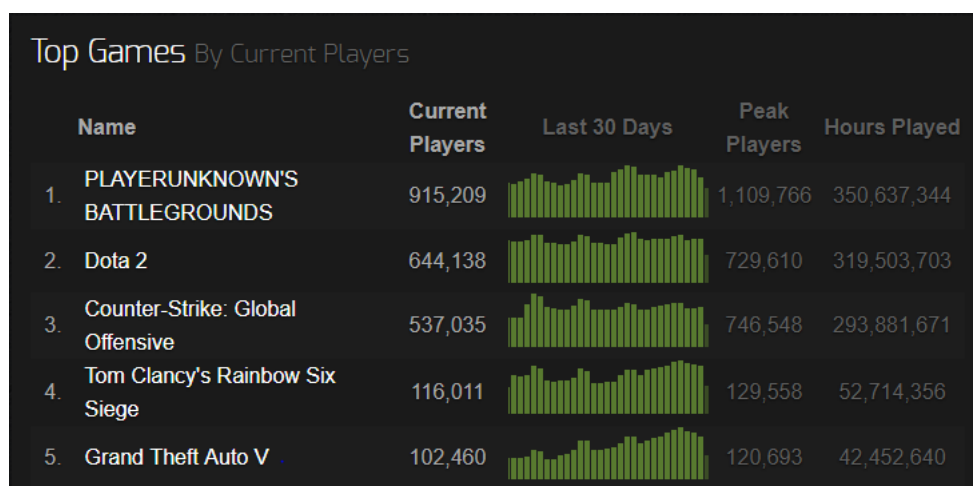 Top Games By Current Players
Name Current Players Last 30 Days Peak Players Hours Played
1. PLAYERUNKNOWN'S BATTLEGROUNDS 915,209 1,109,766 350,637,344
2. Dota 2 644,138 729,610 319,503,703
3. Counter-Strike: Global Offensive 537,035 746,548 293,881,671
4. Tom Clancy's Rainbow Six Siege 116,011 129,558 52,714,356
5. Grand Theft Auto V 102,460 120,693 42,452,640